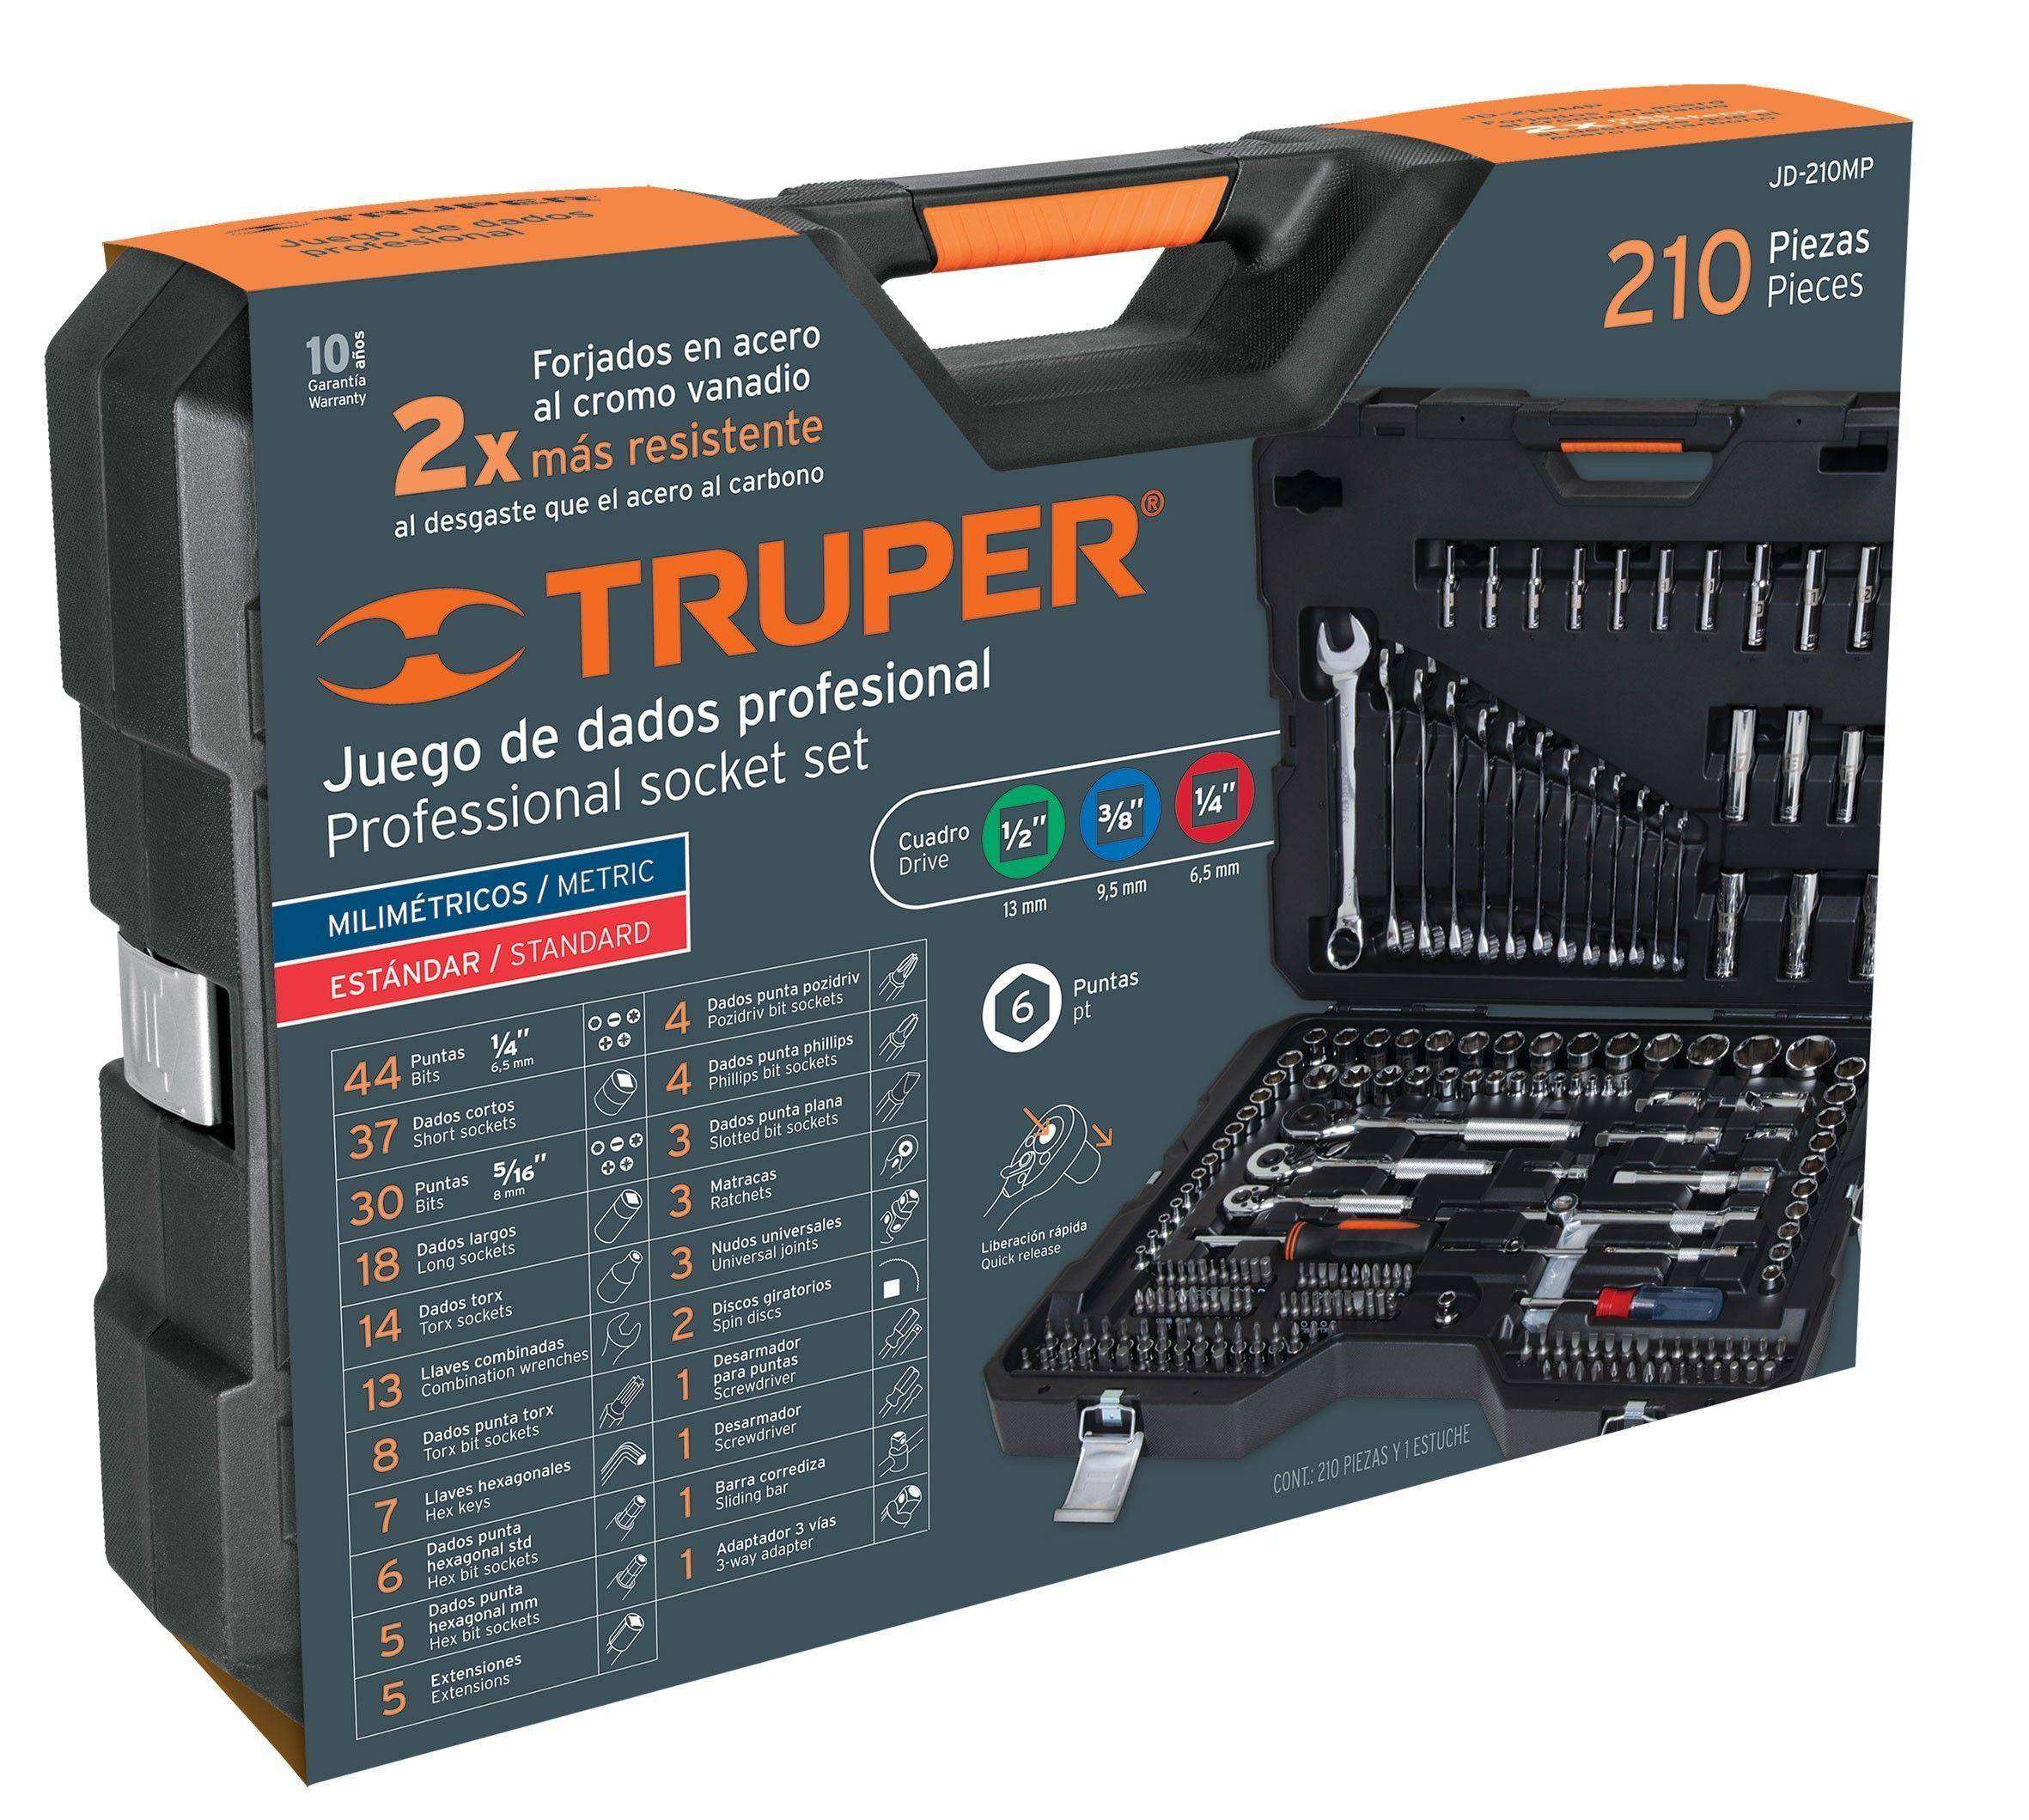 TRUPER
Juego de dados
profesional
JD-210MP
JD-210MP
210 Piezas
Pieces
10 años
Garantía
Warranty
2x
Forjados en acero
al cromo vanadio
más resistente
al desgaste que el acero al carbono
TRUPER®
Juego de dados profesional
Professional socket set
MILIMÉTRICOS / METRIC
ESTÁNDAR / STANDARD
Cuadro
Drive
1/2"
3/8"
1/4"
13 mm
9,5 mm
6,5 mm
6 Puntas
pt
Liberación rápida
Quick release
44 Puntas 1/4"
Bits 6,5 mm
37 Dados cortos
Short sockets
30 Puntas 5/16"
Bits 8 mm
18 Dados largos
Long sockets
14 Dados torx
Torx sockets
13 Llaves combinadas
Combination wrenches
8 Dados punta torx
Torx bit sockets
7 Llaves hexagonales
Hex keys
6 Dados punta
hexagonal std
Hex bit sockets
5 Dados punta
hexagonal mm
Hex bit sockets
5 Extensiones
Extensions
4 Dados punta pozidriv
Pozidriv bit sockets
4 Dados punta phillips
Phillips bit sockets
3 Dados punta plana
Slotted bit sockets
3 Matracas
Ratchets
3 Nudos universales
Universal joints
2 Discos giratorios
Spin discs
1 Desarmador
para puntas
Screwdriver
1 Desarmador
Screwdriver
1 Barra corrediza
Sliding bar
1 Adaptador 3 vías
3-way adapter
CONT.: 210 PIEZAS Y 1 ESTUCHE